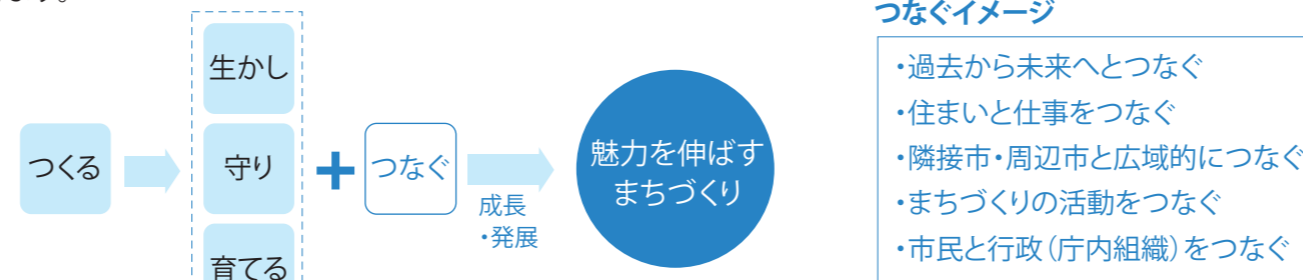 つくる
生かし
守り
育てる
+
つなぐ
成長
・発展
魅力を伸ばす
まちづくり
つなぐイメージ
・過去から未来へとつなぐ
・住まいと仕事をつなぐ
・隣接市・周辺市と広域的につなぐ
・まちづくりの活動をつなぐ
・市民と行政（庁内組織）をつなぐ